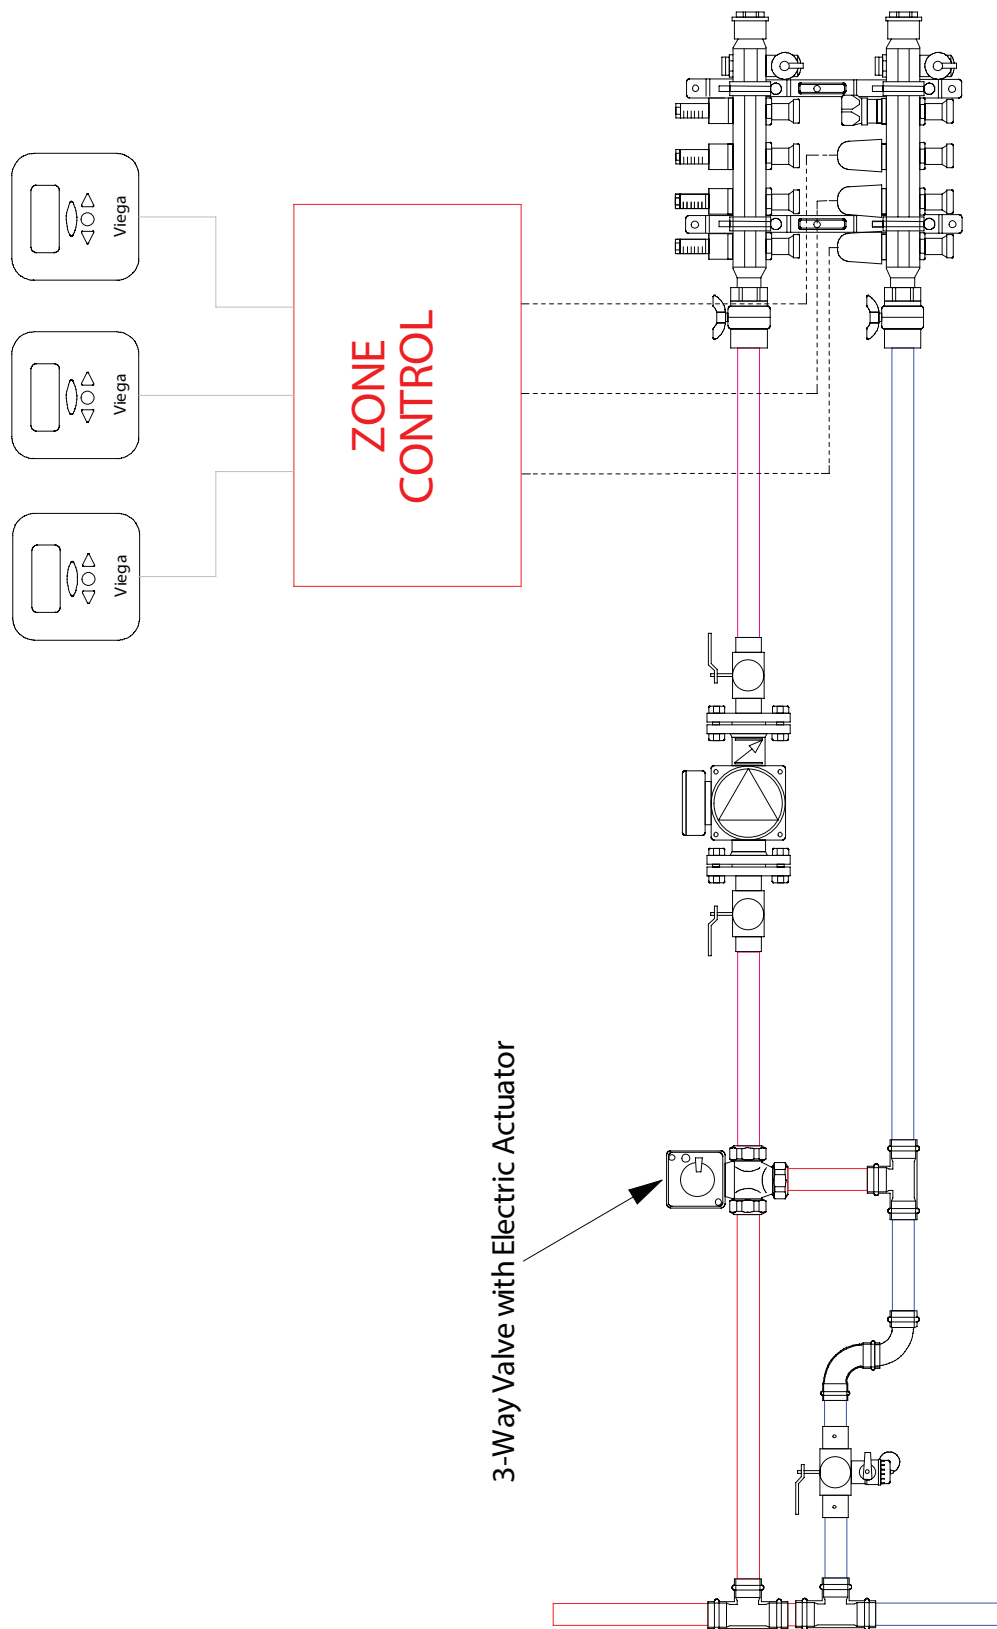 Viega
Viega
Viega
ZONE
CONTROL
3-Way Valve with Electric Actuator